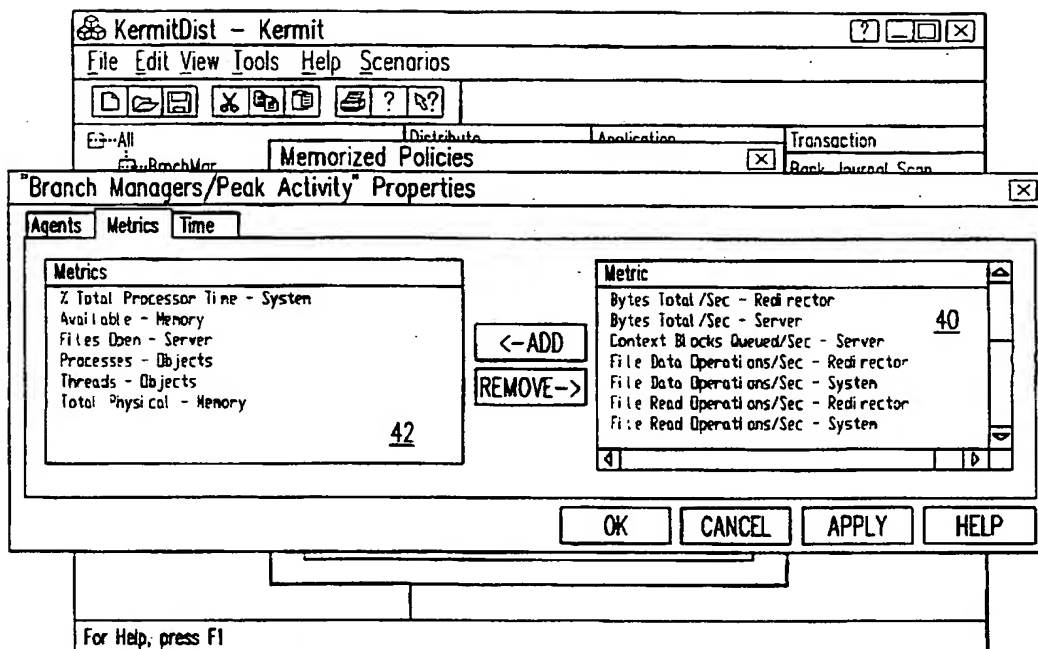 KermitDist – Kermit
?
File Edit View Tools Help Scenarios
? ?
All Distribute Application Transaction
BrnchMar Memorized Policies Bank Journal Scan
"Branch Managers/Peak Activity" Properties
Agents Metrics Time
Metrics
% Total Processor Time - System
Available - Memory
Files Open - Server
Processes - Objects
Threads - Objects
Total Physical - Memory
42
<-ADD
REMOVE->
Metric
Bytes Total/Sec - Redirector
Bytes Total/Sec - Server
40
Context Blocks Queued/Sec - Server
File Data Operations/Sec - Redirector
File Data Operations/Sec - System
File Read Operations/Sec - Redirector
File Read Operations/Sec - System
OK CANCEL APPLY HELP
For Help, press F1